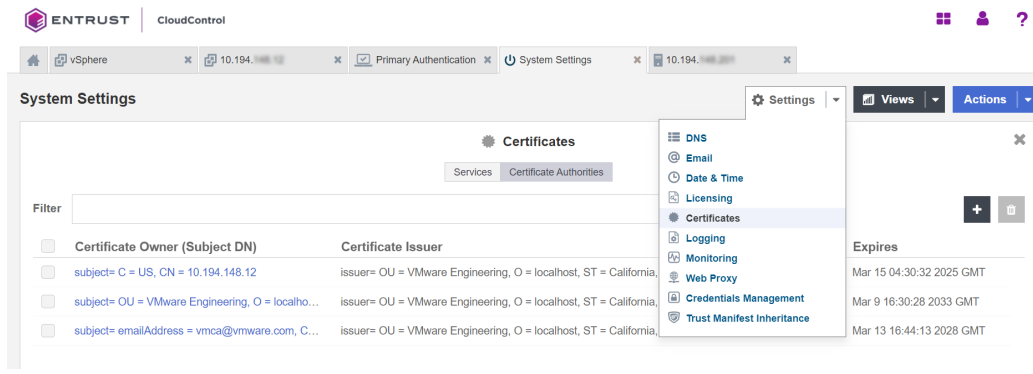 ENTRUST CloudControl ?
vSphere 10.194. Primary Authentication System Settings 10.194.
System Settings Settings Views Actions
Certificates
Services Certificate Authorities
Filter
DNS
Email
Date & Time
Licensing
Certificates
Logging
Monitoring
Web Proxy
Credentials Management
Trust Manifest Inheritance
Certificate Owner (Subject DN) Certificate Issuer Expires
subject= C = US, CN = 10.194.148.12 issuer= OU = VMware Engineering, O = localhost, ST = California, Mar 15 04:30:32 2025 GMT
subject= OU = VMware Engineering, O = localho... issuer= OU = VMware Engineering, O = localhost, ST = California, Mar 9 16:30:28 2033 GMT
subject= emailAddress = vmca@vmware.com, C... issuer= OU = VMware Engineering, O = localhost, ST = California, Mar 13 16:44:13 2028 GMT